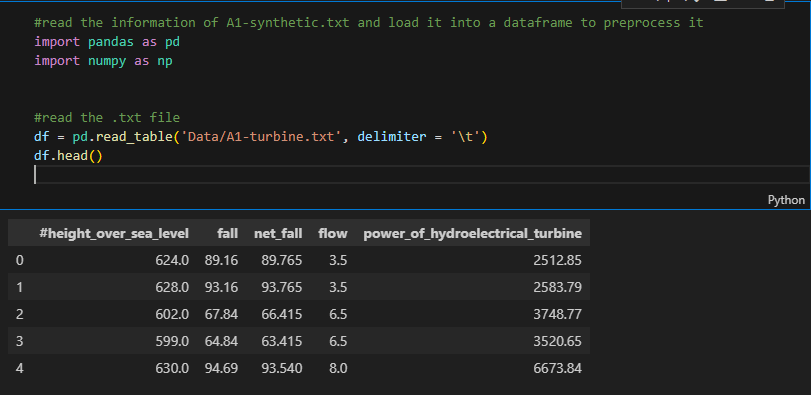 #read the information of A1-synthetic.txt and load it into a dataframe to preprocess it
import pandas as pd
import numpy as np
#read the .txt file
df = pd.read_table('Data/A1-turbine.txt', delimiter = '\t')
df.head()
Python
#height_over_sea_level fall net_fall flow power_of_hydroelectrical_turbine
0 624.0 89.16 89.765 3.5 2512.85
1 628.0 93.16 93.765 3.5 2583.79
2 602.0 67.84 66.415 6.5 3748.77
3 599.0 64.84 63.415 6.5 3520.65
4 630.0 94.69 93.540 8.0 6673.84